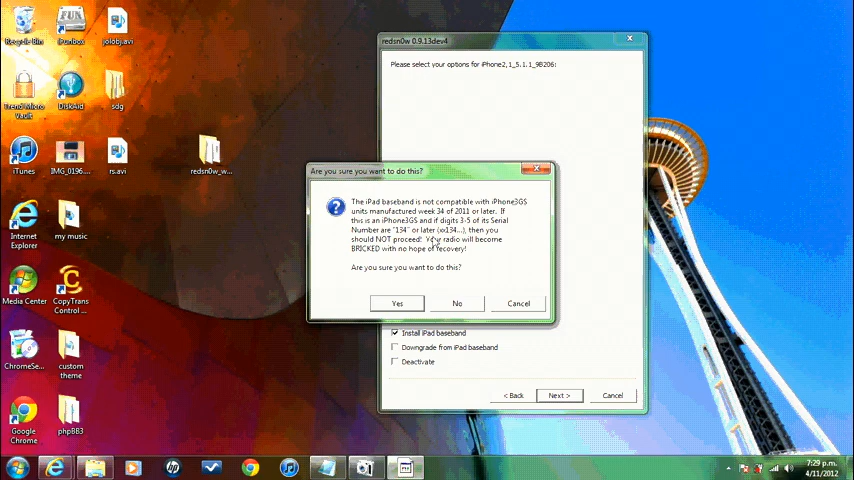 Recycle Bin
iFunbox
jolobj.avi
Trend Micro
Vault
DiskAid
sdg
iTunes
IMG_0196....
rs.avi
redsn0w_w...
Internet
Explorer
my music
Media Center
CopyTrans
Control ...
ChromeSe...
custom
theme
Google
Chrome
phpBB3
redsn0w 0.9.13dev4
Please select your options for iPhone2,1_5.1.1_9B206:
Are you sure you want to do this?
The iPad baseband is not compatible with iPhone3GS
units manufactured week 34 of 2011 or later. If
this is an iPhone3GS and if digits 3-5 of its Serial
Number are "134" or later (xx134...), then you
should NOT proceed! Your radio will become
BRICKED with no hope of recovery!
Are you sure you want to do this?
Yes
No
Cancel
Install iPad baseband
Downgrade from iPad baseband
Deactivate
< Back
Next >
Cancel
7:29 p.m.
4/11/2012